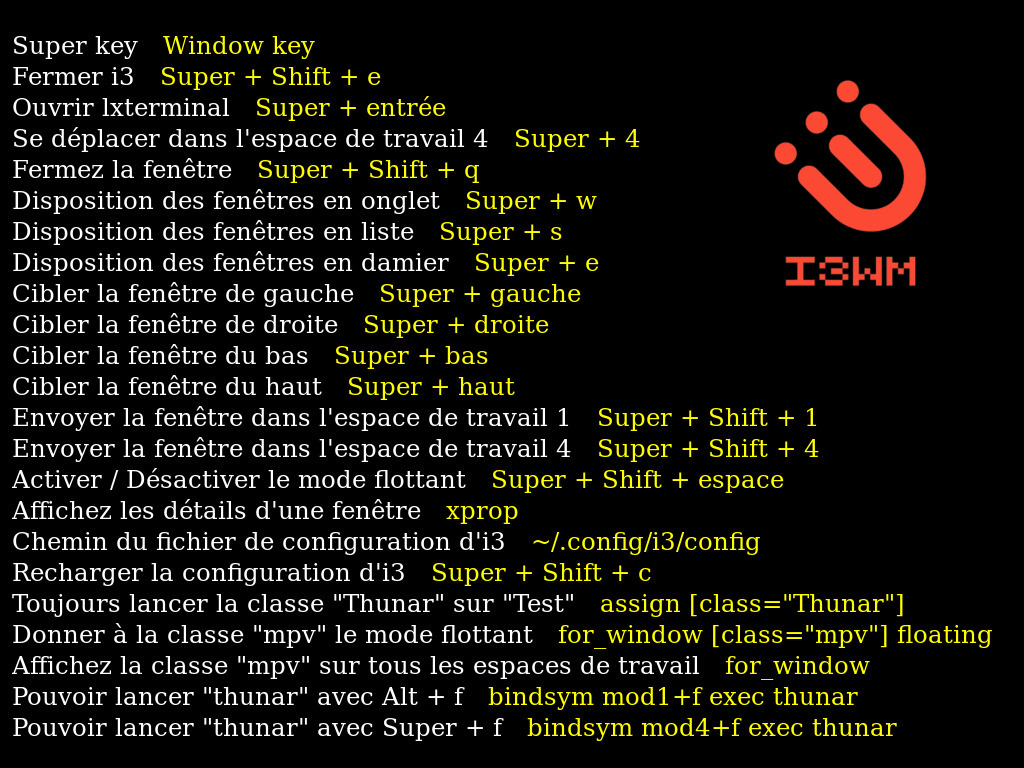 Super key Window key
Fermer i3 Super + Shift + e
Ouvrir lxterminal Super + entrée
Se déplacer dans l'espace de travail 4 Super + 4
Fermez la fenêtre Super + Shift + q
Disposition des fenêtres en onglet Super + w
Disposition des fenêtres en liste Super + s
Disposition des fenêtres en damier Super + e
Cibler la fenêtre de gauche Super + gauche
Cibler la fenêtre de droite Super + droite
Cibler la fenêtre du bas Super + bas
Cibler la fenêtre du haut Super + haut
Envoyer la fenêtre dans l'espace de travail 1 Super + Shift + 1
Envoyer la fenêtre dans l'espace de travail 4 Super + Shift + 4
Activer / Désactiver le mode flottant Super + Shift + espace
Affichez les détails d'une fenêtre xprop
Chemin du fichier de configuration d'i3 ~/.config/i3/config
Recharger la configuration d'i3 Super + Shift + c
Toujours lancer la classe "Thunar" sur "Test" assign [class="Thunar"]
Donner à la classe "mpv" le mode flottant for_window [class="mpv"] floating
Affichez la classe "mpv" sur tous les espaces de travail for_window
Pouvoir lancer "thunar" avec Alt + f bindsym mod1+f exec thunar
Pouvoir lancer "thunar" avec Super + f bindsym mod4+f exec thunar
I3WM